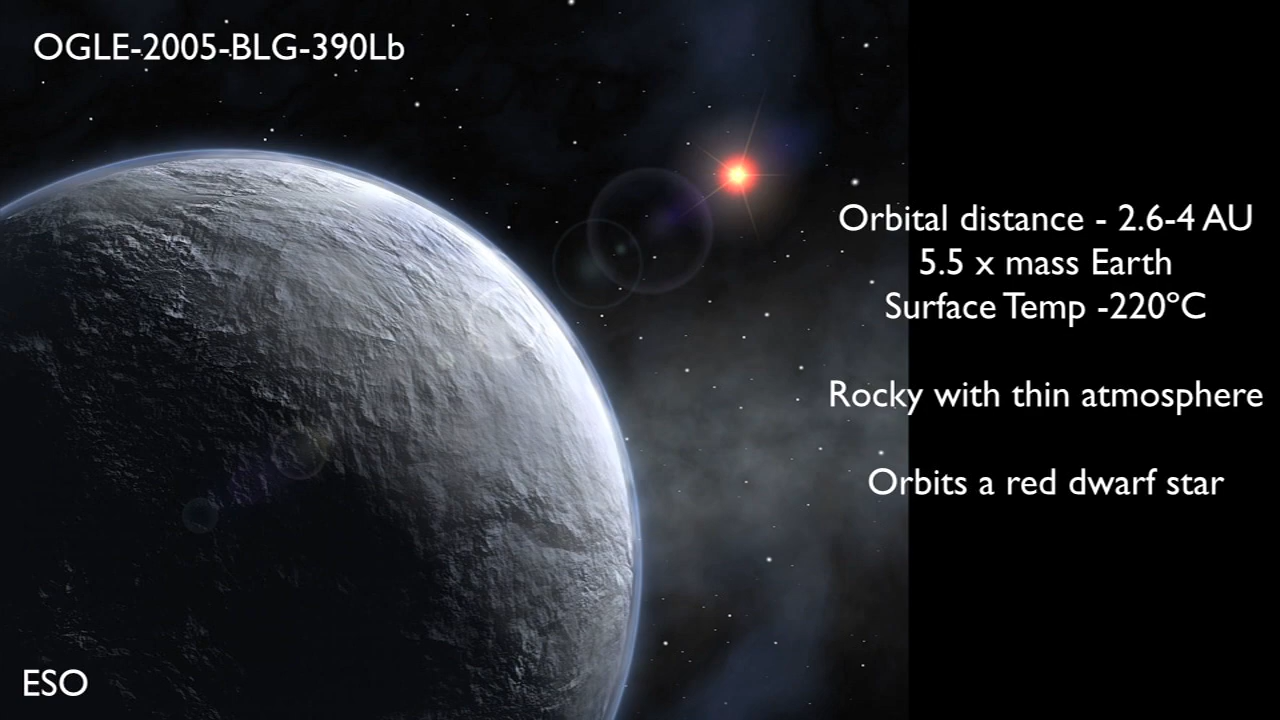 OGLE-2005-BLG-390Lb
Orbital distance - 2.6-4 AU
5.5 x mass Earth
Surface Temp -220ºC
Rocky with thin atmosphere
Orbits a red dwarf star
ESO